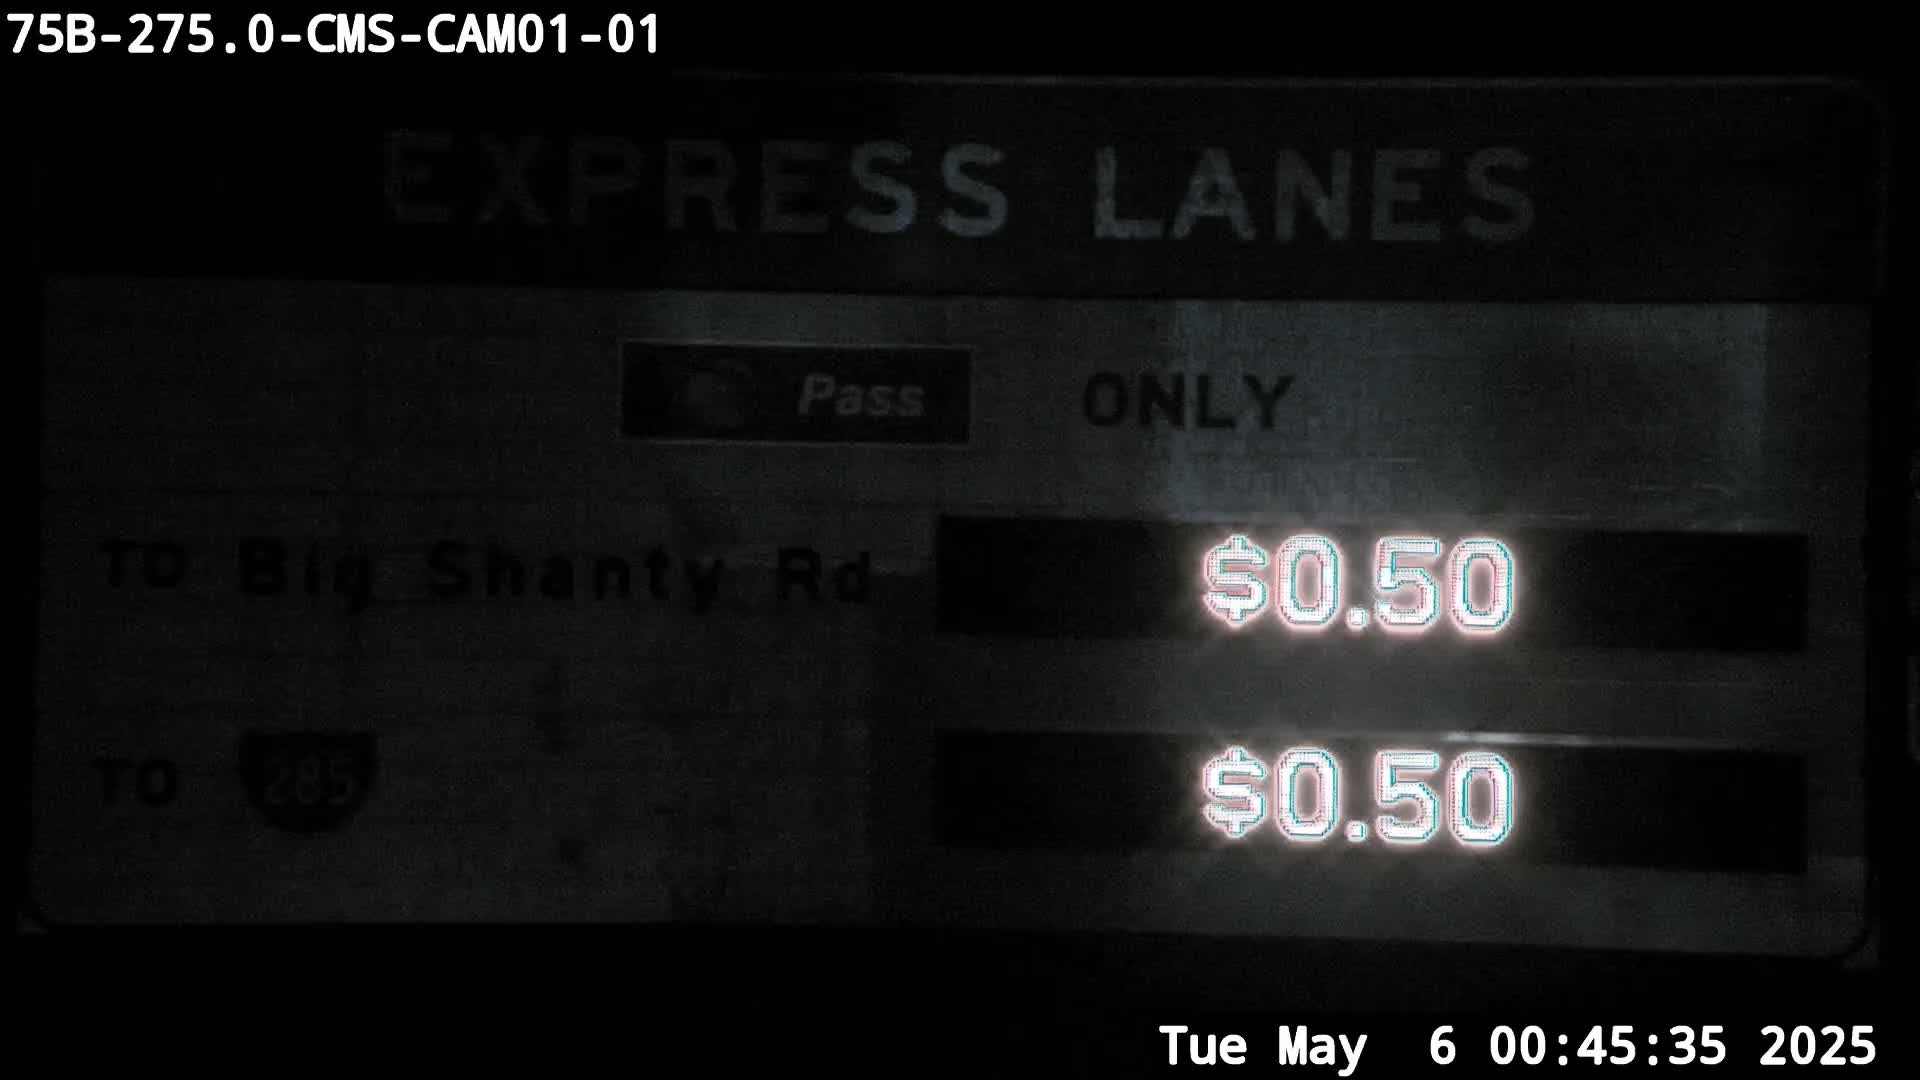 75B-275.0-CMS-CAM01-01
EXPRESS LANES
Pass ONLY
TO Big Shanty Rd $0.50
TO 285 $0.50
Tue May 6 00:45:35 2025